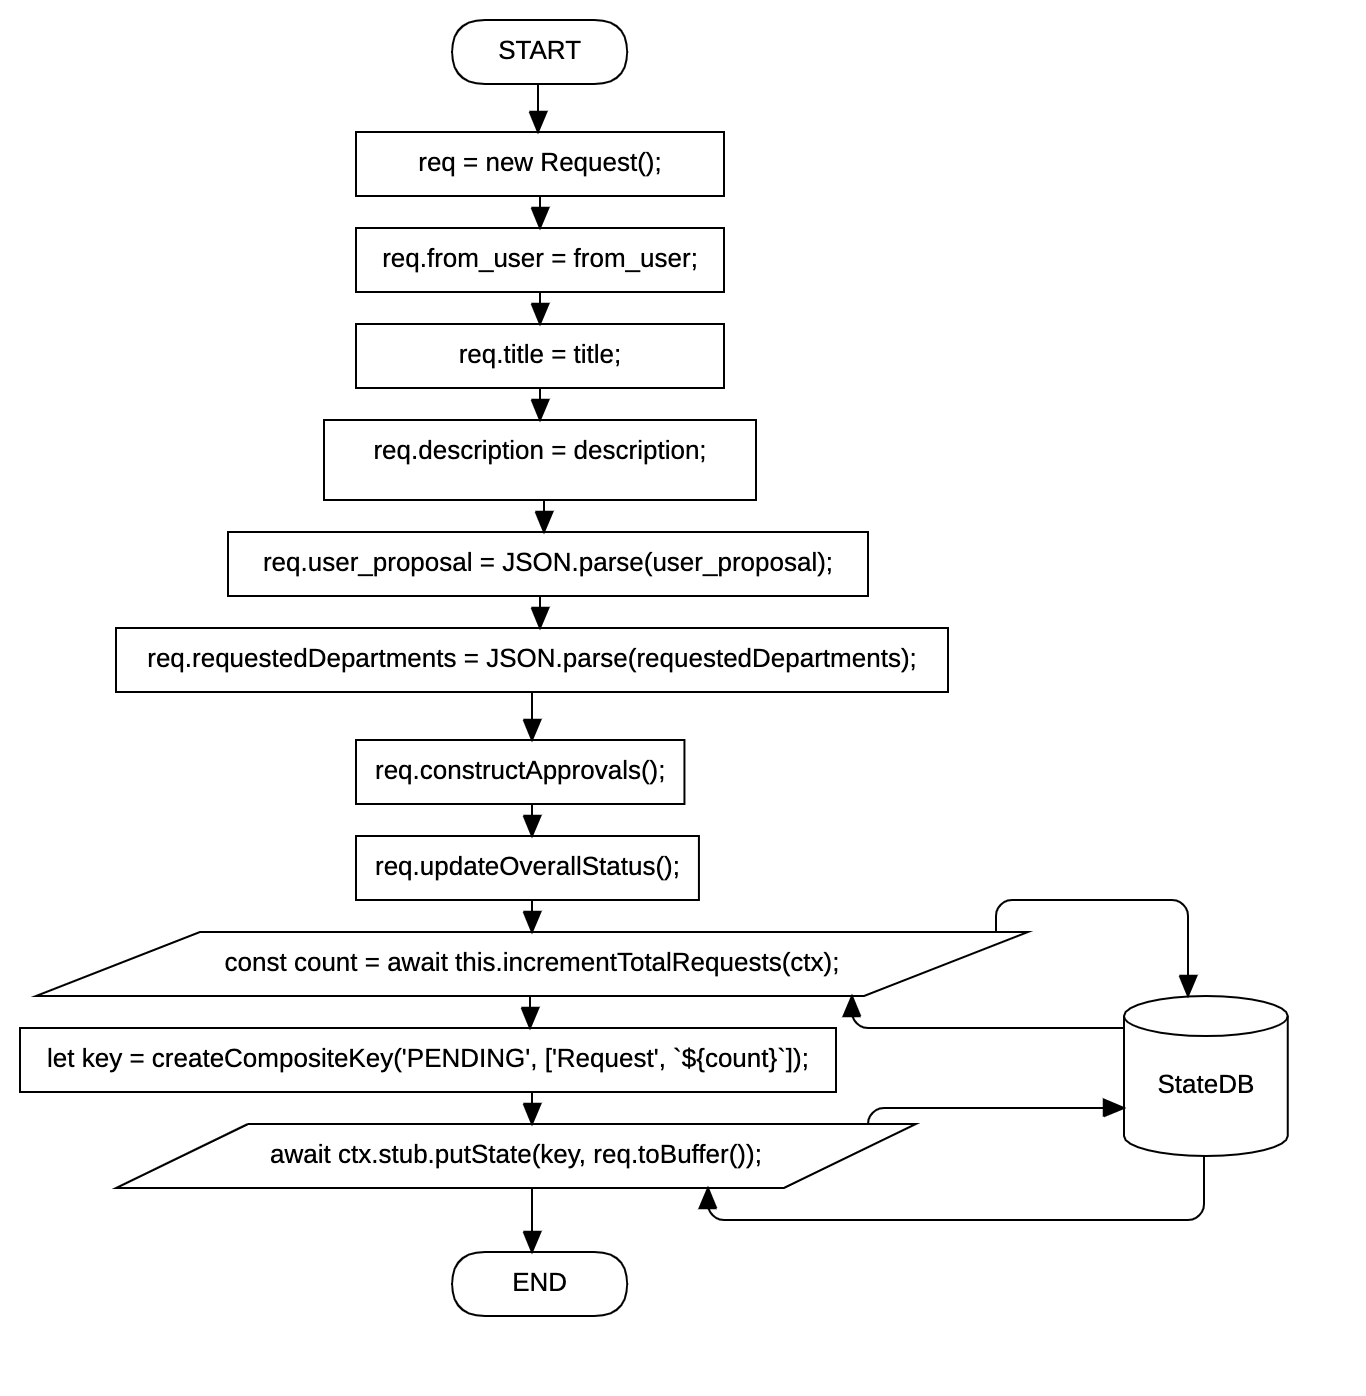 START
req = new Request();
req.from_user = from_user;
req.title = title;
req.description = description;
req.user_proposal = JSON.parse(user_proposal);
req.requestedDepartments = JSON.parse(requestedDepartments);
req.constructApprovals();
req.updateOverallStatus();
const count = await this.incrementTotalRequests(ctx);
let key = createCompositeKey('PENDING', ['Request', `${count}`]);
StateDB
await ctx.stub.putState(key, req.toBuffer());
END